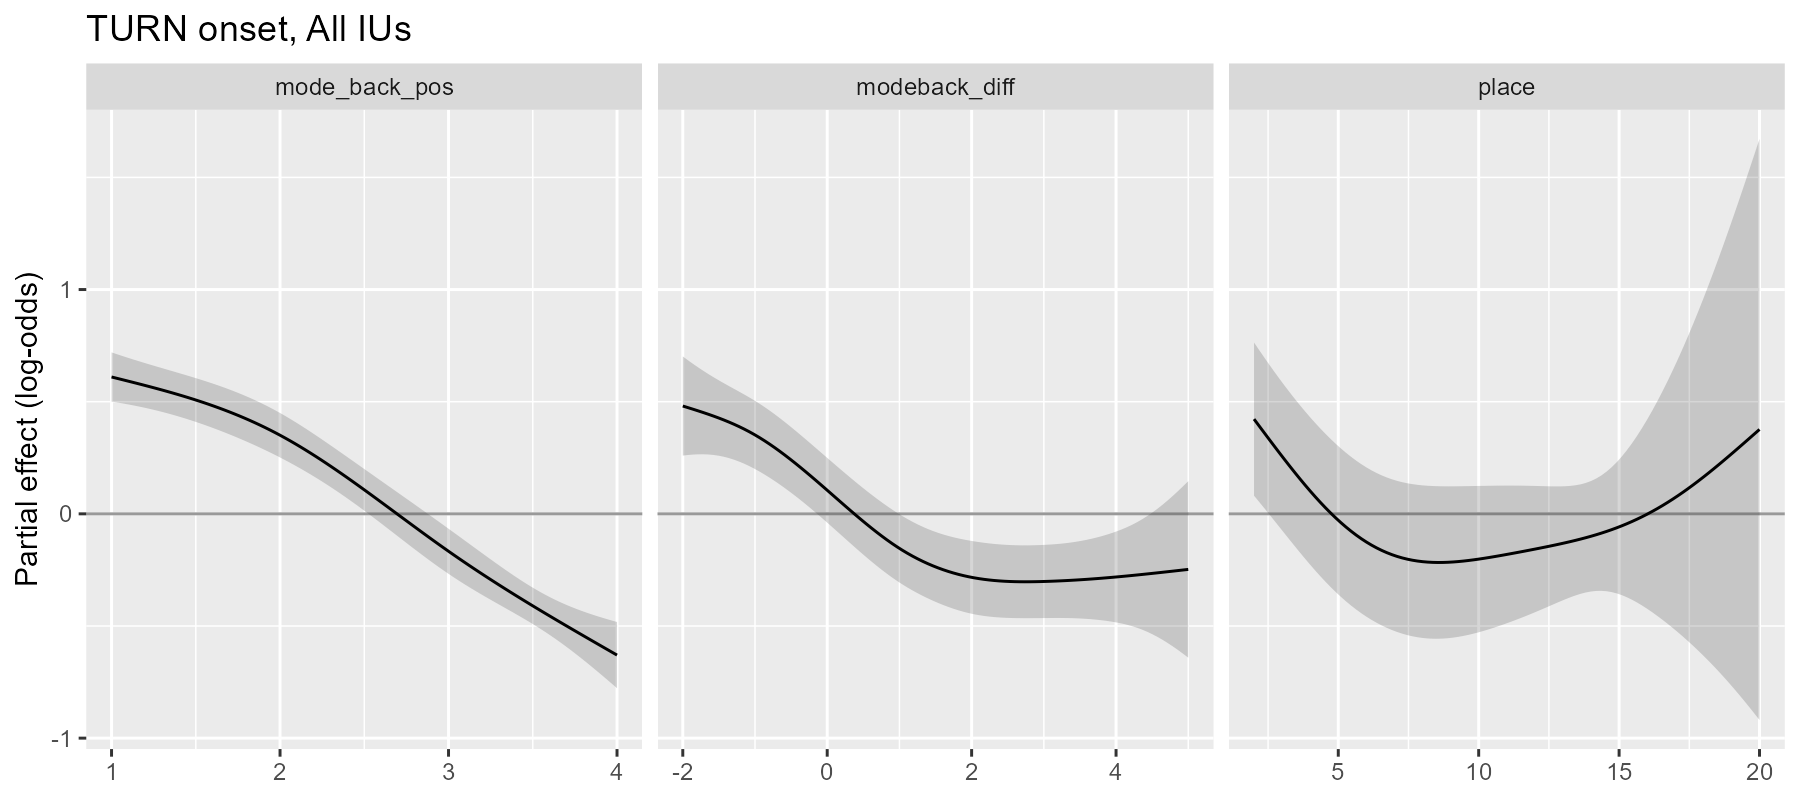 TURN onset, All IUs
mode_back_pos
modeback_diff
place
Partial effect (log-odds)
1
0
-1
1 2 3 4
-2 0 2 4
5 10 15 20